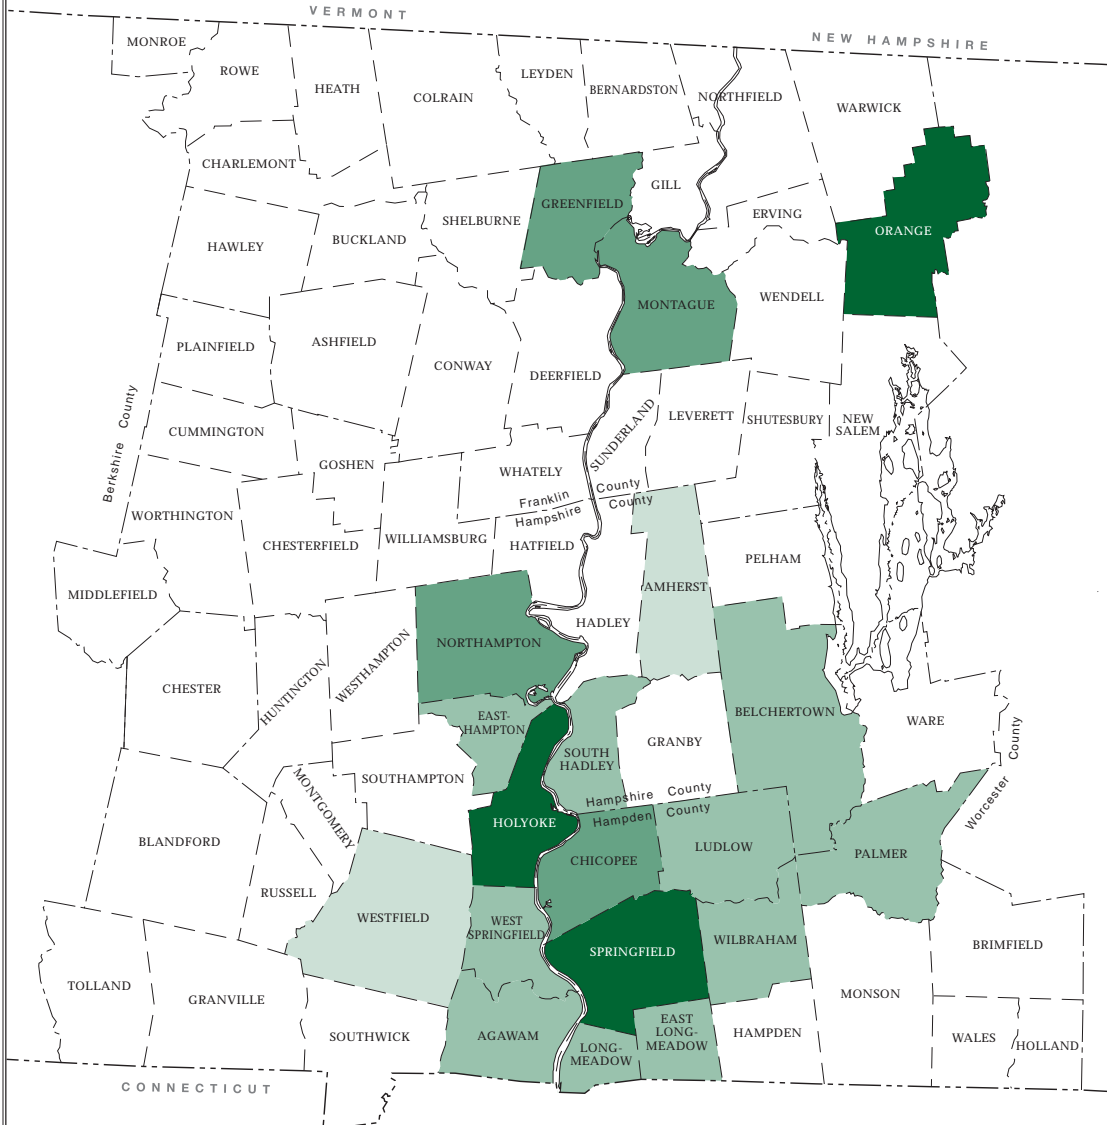 VERMONT
NEW HAMPSHIRE
MONROE
ROWE
HEATH
COLRAIN
LEYDEN
BERNARDSTON
NORTHFIELD
WARWICK
CHARLEMONT
GILL
GREENFIELD
SHELBURNE
ERVING
ORANGE
HAWLEY
BUCKLAND
MONTAGUE
WENDELL
PLAINFIELD
ASHFIELD
CONWAY
DEERFIELD
SUNDERLAND
LEVERETT
SHUTESBURY
NEW
SALEM
Berkshire County
CUMMINGTON
GOSHEN
WHATELY
Franklin County
Hampshire County
WORTHINGTON
CHESTERFIELD
WILLIAMSBURG
HATFIELD
PELHAM
AMHERST
MIDDLEFIELD
NORTHAMPTON
HADLEY
CHESTER
HUNTINGTON
WESTHAMPTON
EAST-
HAMPTON
BELCHERTOWN
WARE
SOUTH
HADLEY
GRANBY
Worcester County
SOUTHAMPTON
MONTGOMERY
Hampshire County
Hampden County
HOLYOKE
BLANDFORD
CHICOPEE
LUDLOW
PALMER
RUSSELL
WESTFIELD
WEST
SPRINGFIELD
SPRINGFIELD
WILBRAHAM
BRIMFIELD
TOLLAND
GRANVILLE
MONSON
SOUTHWICK
AGAWAM
LONG-
MEADOW
EAST
LONG-
MEADOW
HAMPDEN
WALES
HOLLAND
CONNECTICUT